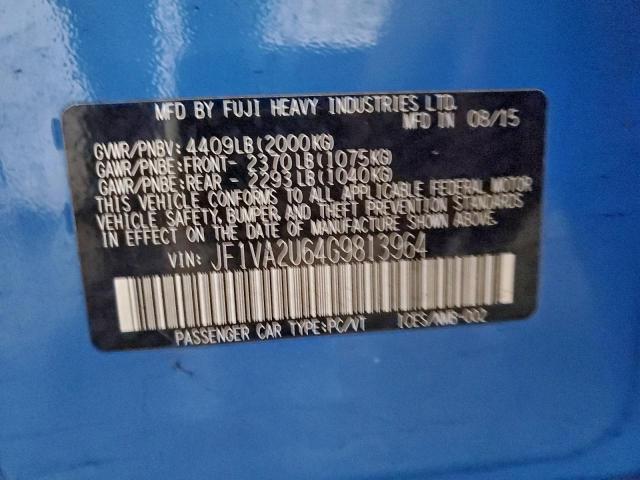 MFD BY FUJI HEAVY INDUSTRIES LTD.
MFD IN 08/15
GVWR/PNBV: 4409LB(2000KG)
GAWR/PNBE:FRONT- 2370LB(1075KG)
GAWR/PNBE:REAR - 2293LB(1040KG)
THIS VEHICLE CONFORMS TO ALL APPLICABLE FEDERAL MOTOR
VEHICLE SAFETY, BUMPER, AND THEFT PREVENTION STANDARDS
IN EFFECT ON THE DATE OF MANUFACTURE SHOWN ABOVE.
VIN: JF1VA2U64G9813964
PASSENGER CAR TYPE:PC/VT ICES/NMB-002